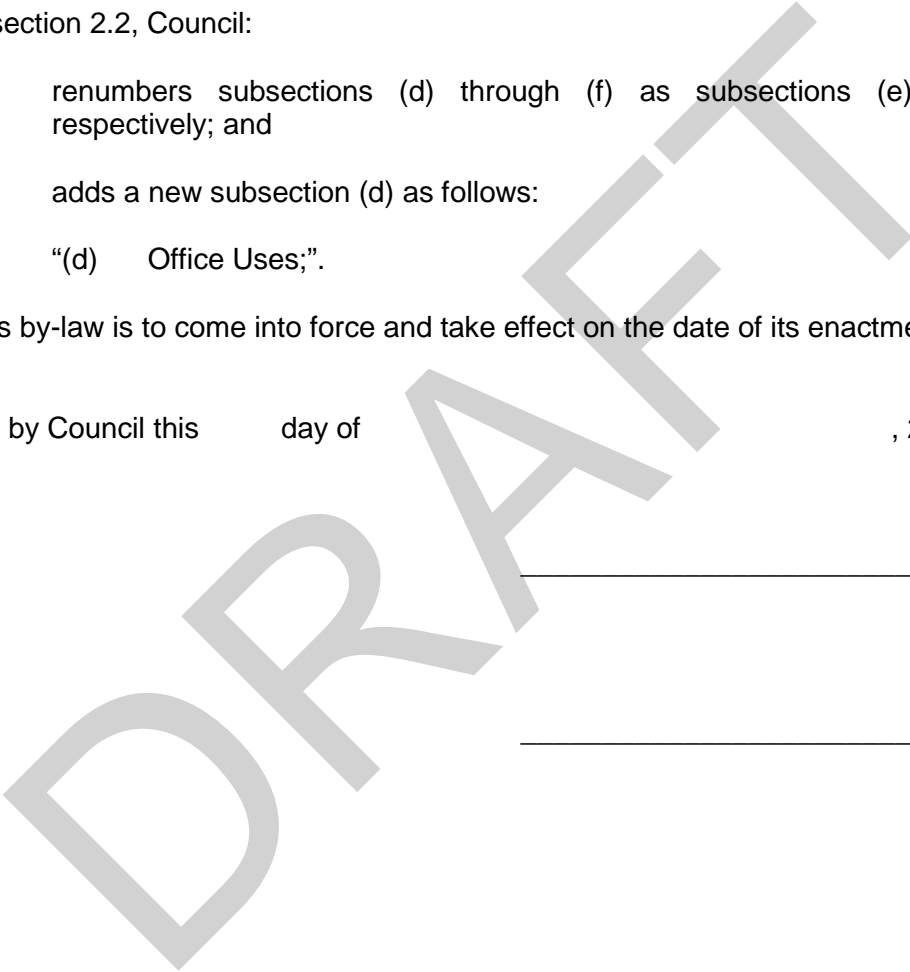 section 2.2, Council:
renumbers subsections (d) through (f) as subsections (e)
respectively; and
adds a new subsection (d) as follows:
“(d) Office Uses;”.
s by-law is to come into force and take effect on the date of its enactme
by Council this day of ,
DRAFT